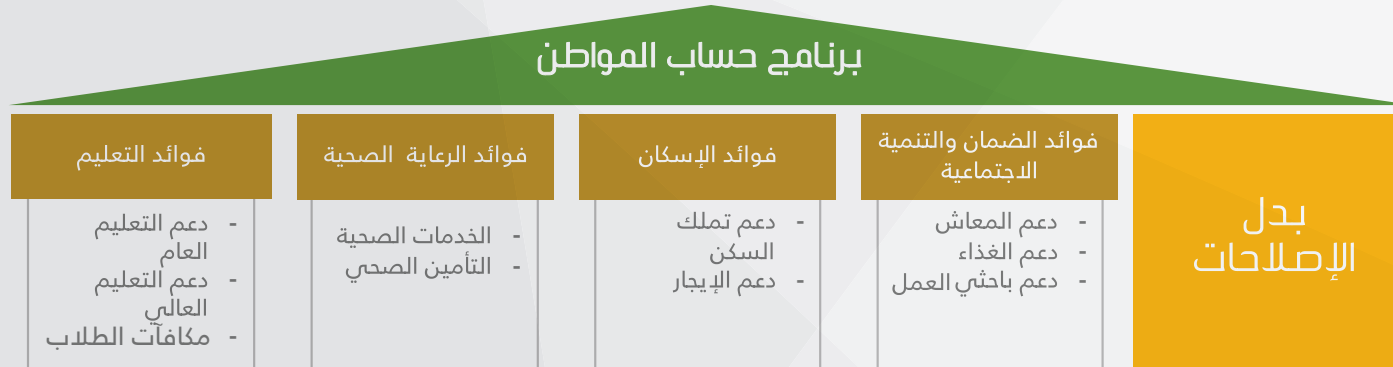 برنامج حساب المواطن
بدل
الإصلاحات
فوائد الضمان والتنمية
الاجتماعية
- دعم المعاش
- دعم الغذاء
- دعم باحثي العمل
فوائد الإسكان
- دعم تملك
السكن
- دعم الإيجار
فوائد الرعاية الصحية
- الخدمات الصحية
- التأمين الصحي
فوائد التعليم
- دعم التعليم
العام
- دعم التعليم
العالي
- مكافآت الطلاب